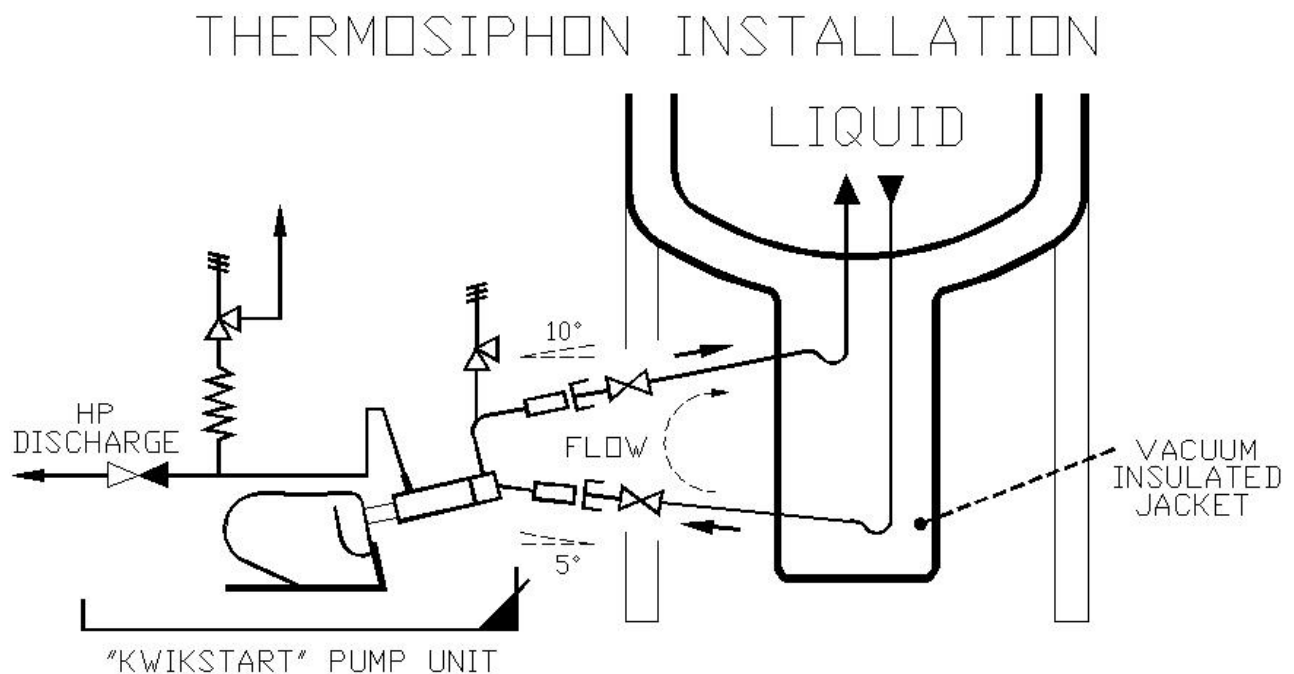 THERMOSIPHON INSTALLATION
LIQUID
10°
HP
DISCHARGE
FLOW
VACUUM
INSULATED
JACKET
5°
"KWIKSTART" PUMP UNIT